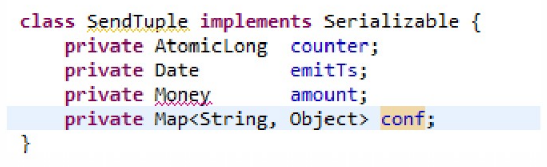 class SendTuple implements Serializable {
    private AtomicLong  counter;
    private Date        emitTs;
    private Money       amount;
    private Map<String, Object> conf;
}